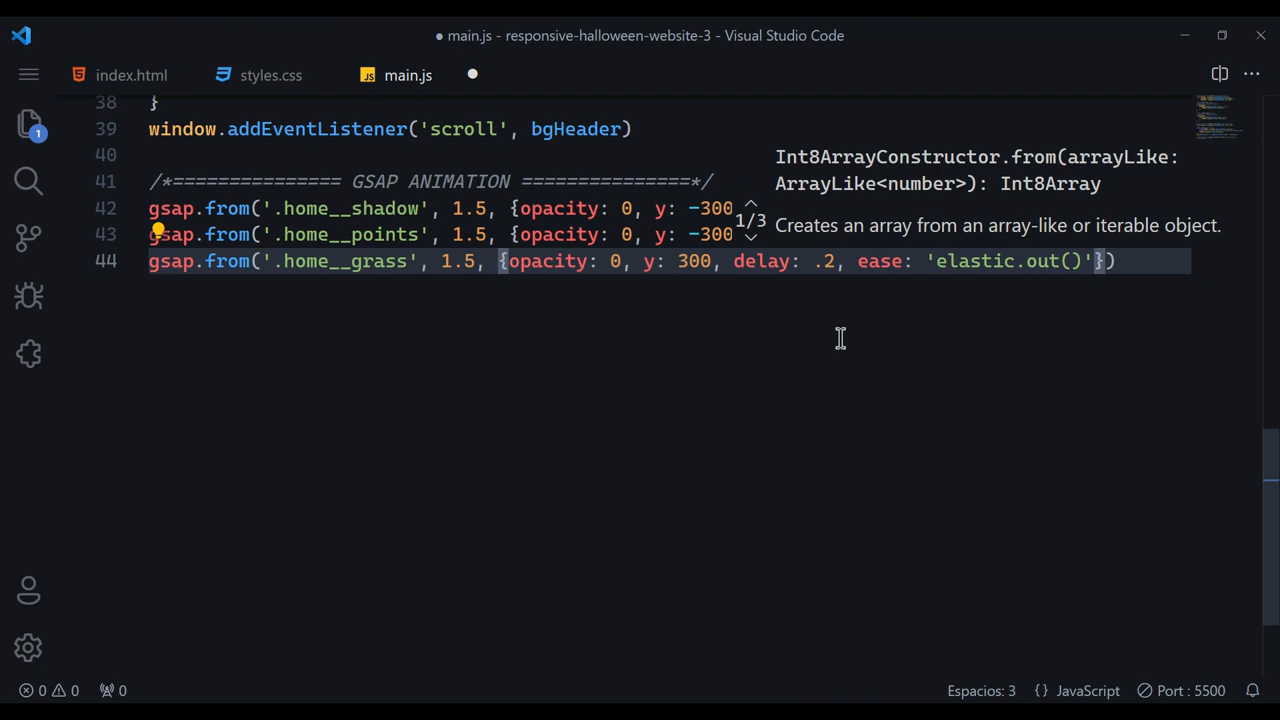 ● main.js - responsive-halloween-website-3 - Visual Studio Code
index.html
styles.css
JS main.js ●
1
38 }
39 window.addEventListener('scroll', bgHeader)
40
41 /*=============== GSAP ANIMATION ===============*/
42 gsap.from('.home__shadow', 1.5, {opacity: 0, y: -300
43 gsap.from('.home__points', 1.5, {opacity: 0, y: -300
44 gsap.from('.home__grass', 1.5, {opacity: 0, y: 300, delay: .2, ease: 'elastic.out()'})
1/3
Int8ArrayConstructor.from(arrayLike:
ArrayLike<number>): Int8Array
Creates an array from an array-like or iterable object.
0 0 0
Espacios: 3 {} JavaScript Port : 5500